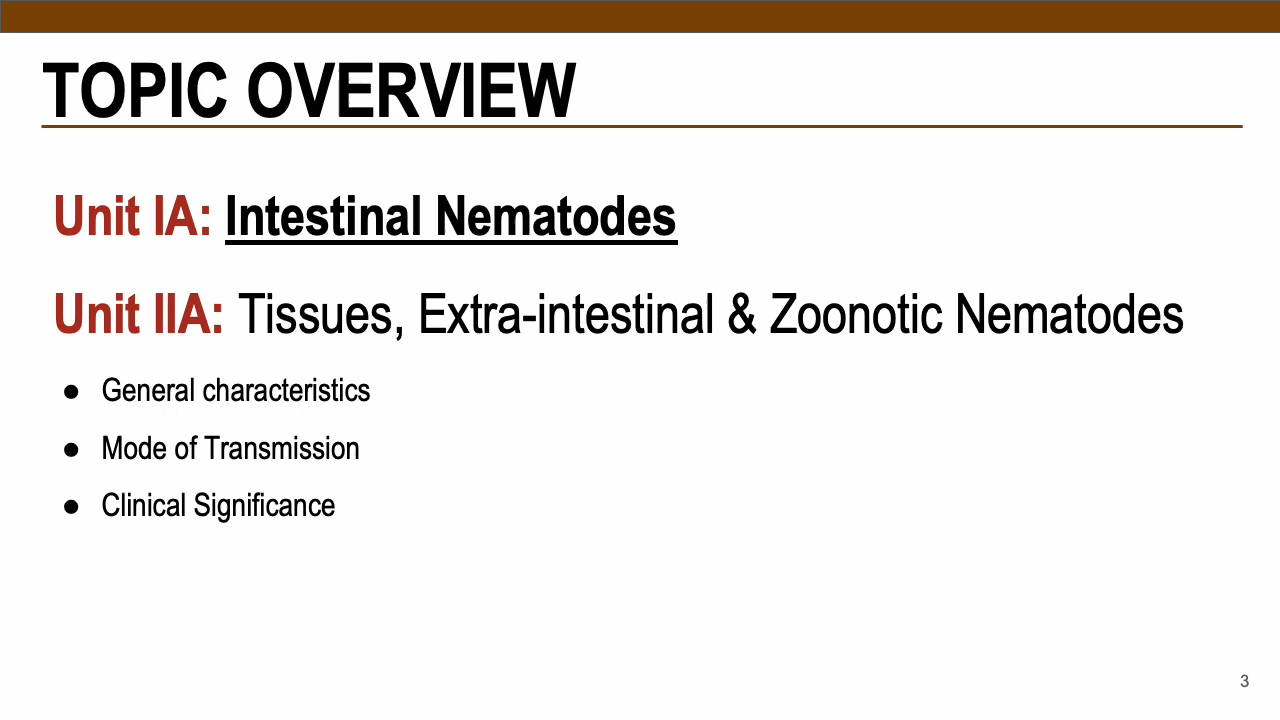 TOPIC OVERVIEW
Unit IA: Intestinal Nematodes
Unit IIA: Tissues, Extra-intestinal & Zoonotic Nematodes
● General characteristics
● Mode of Transmission
● Clinical Significance
3